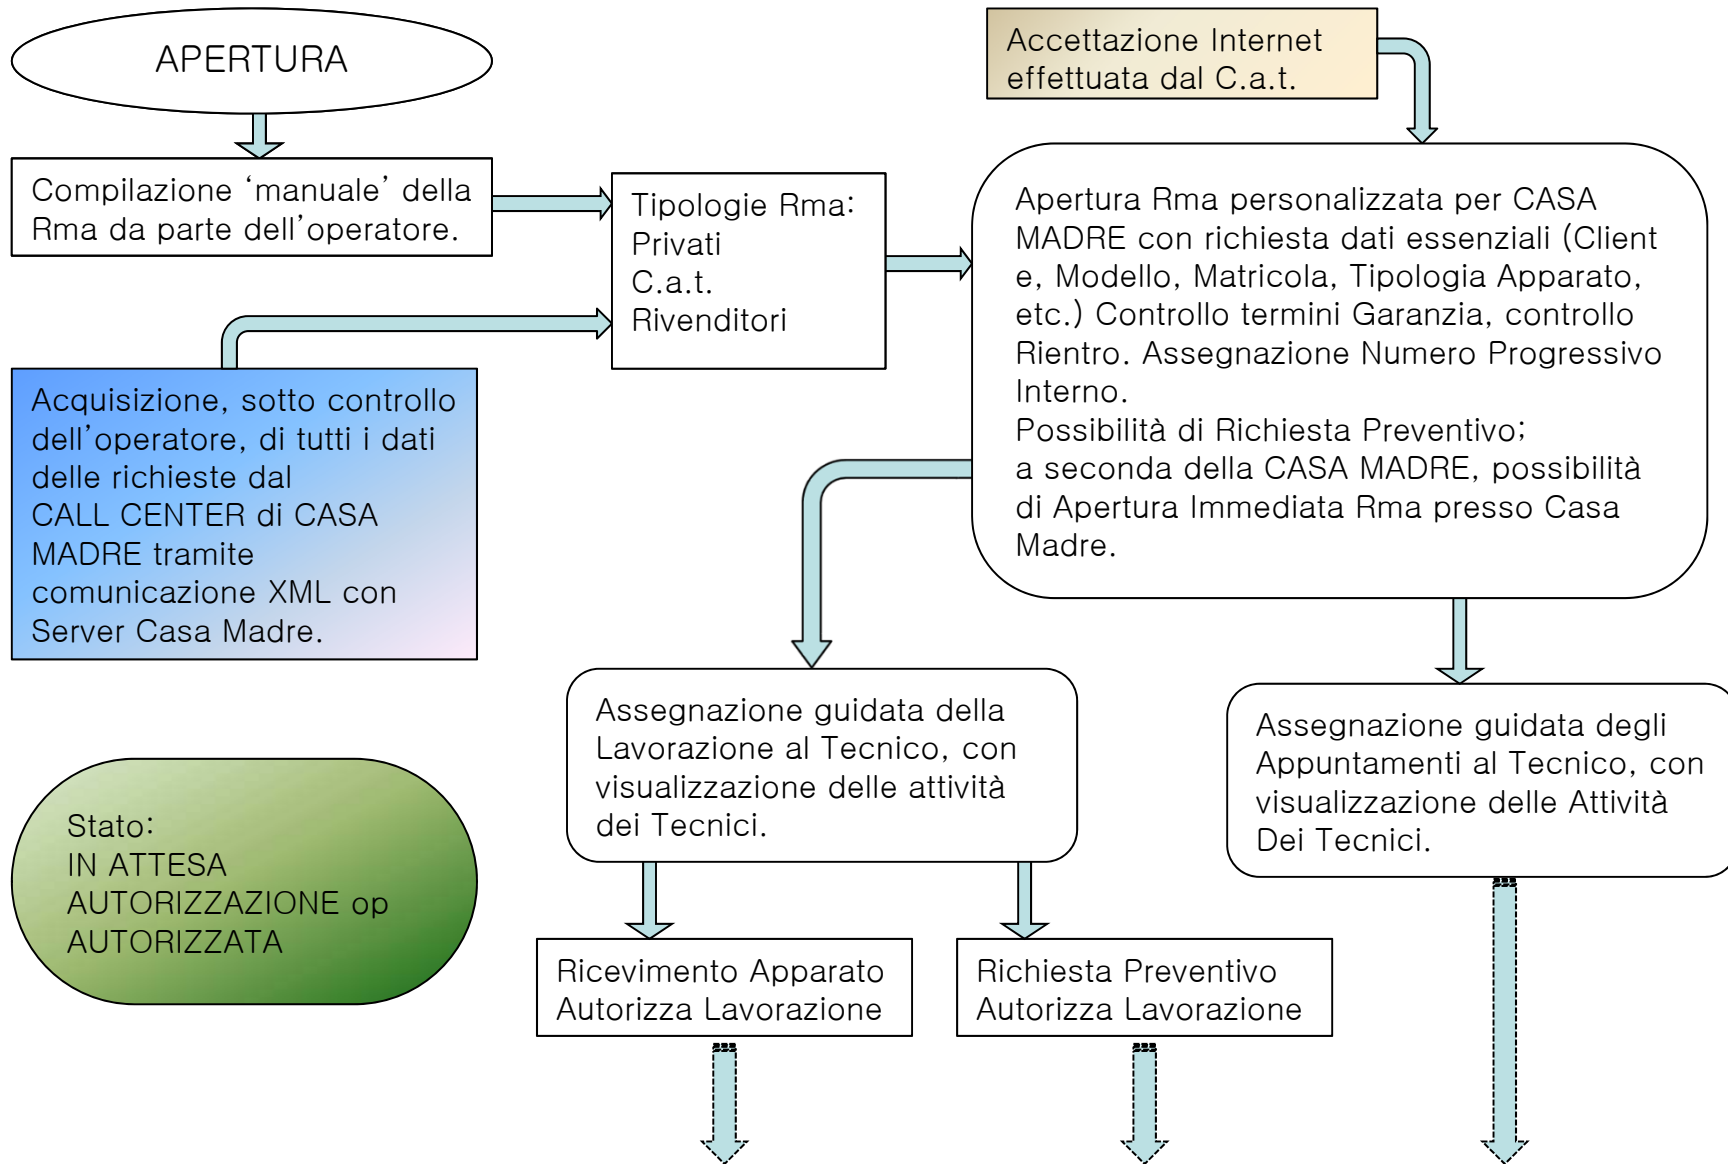 APERTURA
Accettazione Internet
effettuata dal C.a.t.
Compilazione ‘manuale’ della
Rma da parte dell’operatore.
Tipologie Rma:
Privati
C.a.t.
Rivenditori
Apertura Rma personalizzata per CASA
MADRE con richiesta dati essenziali (Client
e, Modello, Matricola, Tipologia Apparato,
etc.) Controllo termini Garanzia, controllo
Rientro. Assegnazione Numero Progressivo
Interno.
Possibilità di Richiesta Preventivo;
a seconda della CASA MADRE, possibilità
di Apertura Immediata Rma presso Casa
Madre.
Acquisizione, sotto controllo
dell’operatore, di tutti i dati
delle richieste dal
CALL CENTER di CASA
MADRE tramite
comunicazione XML con
Server Casa Madre.
Assegnazione guidata della
Lavorazione al Tecnico, con
visualizzazione delle attività
dei Tecnici.
Assegnazione guidata degli
Appuntamenti al Tecnico, con
visualizzazione delle Attività
Dei Tecnici.
Stato:
IN ATTESA
AUTORIZZAZIONE op
AUTORIZZATA
Ricevimento Apparato
Autorizza Lavorazione
Richiesta Preventivo
Autorizza Lavorazione